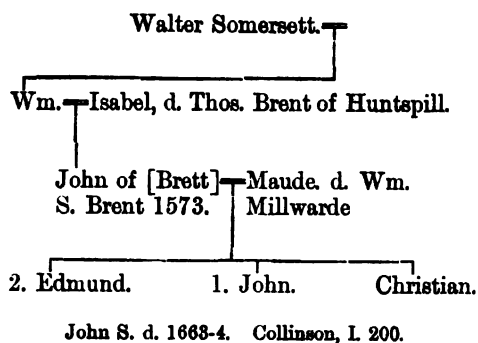 Walter Somersett.
Wm. Isabel, d. Thos. Brent of Huntspill.
John of [Brett] Maude. d. Wm.
S. Brent 1573. Millwarde
2. Edmund. 1. John. Christian.
John S. d. 1663-4. Collinson, I. 200.